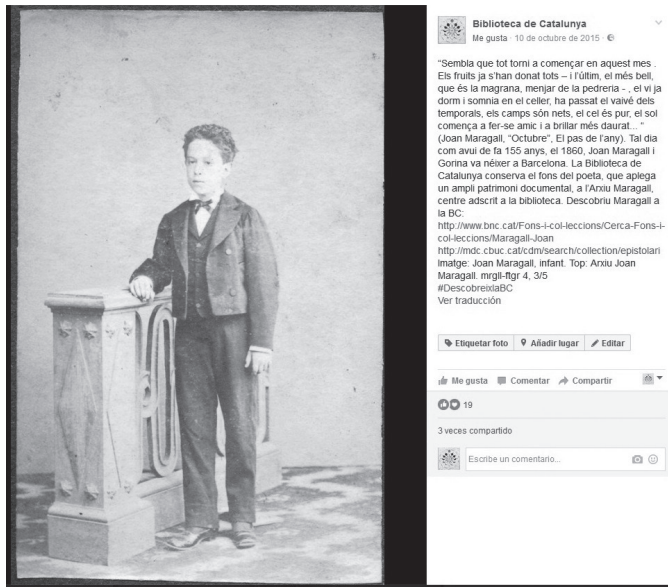 Biblioteca de Catalunya
Me gusta · 10 de octubre de 2015 ·
“Sembla que tot torni a començar en aquest mes .
Els fruits ja s’han donat tots – i l’últim, el més bell,
que és la magrana, menjar de la pedreria - , el vi ja
dorm i somnia en el celler, ha passat el vaivé dels
temporals, els camps són nets, el cel és pur, el sol
comença a fer-se amic i a brillar més daurat... “
(Joan Maragall, “Octubre”, El pas de l’any). Tal dia
com avui de fa 155 anys, el 1860, Joan Maragall i
Gorina va néixer a Barcelona. La Biblioteca de
Catalunya conserva el fons del poeta, que aplega
un ampli patrimoni documental, a l’Arxiu Maragall,
centre adscrit a la biblioteca. Descobriu Maragall a
la BC:
http://www.bnc.cat/Fons-i-col-leccions/Cerca-Fons-i-
col-leccions/Maragall-Joan
http://mdc.cbuc.cat/cdm/search/collection/epistolari
Imatge: Joan Maragall, infant. Top: Arxiu Joan
Maragall. mrgll-ftgr 4, 3/5
#DescobreixlaBC
Ver traducción
Etiquetar foto Añadir lugar Editar
Me gusta Comentar Compartir
19
3 veces compartido
Escribe un comentario...